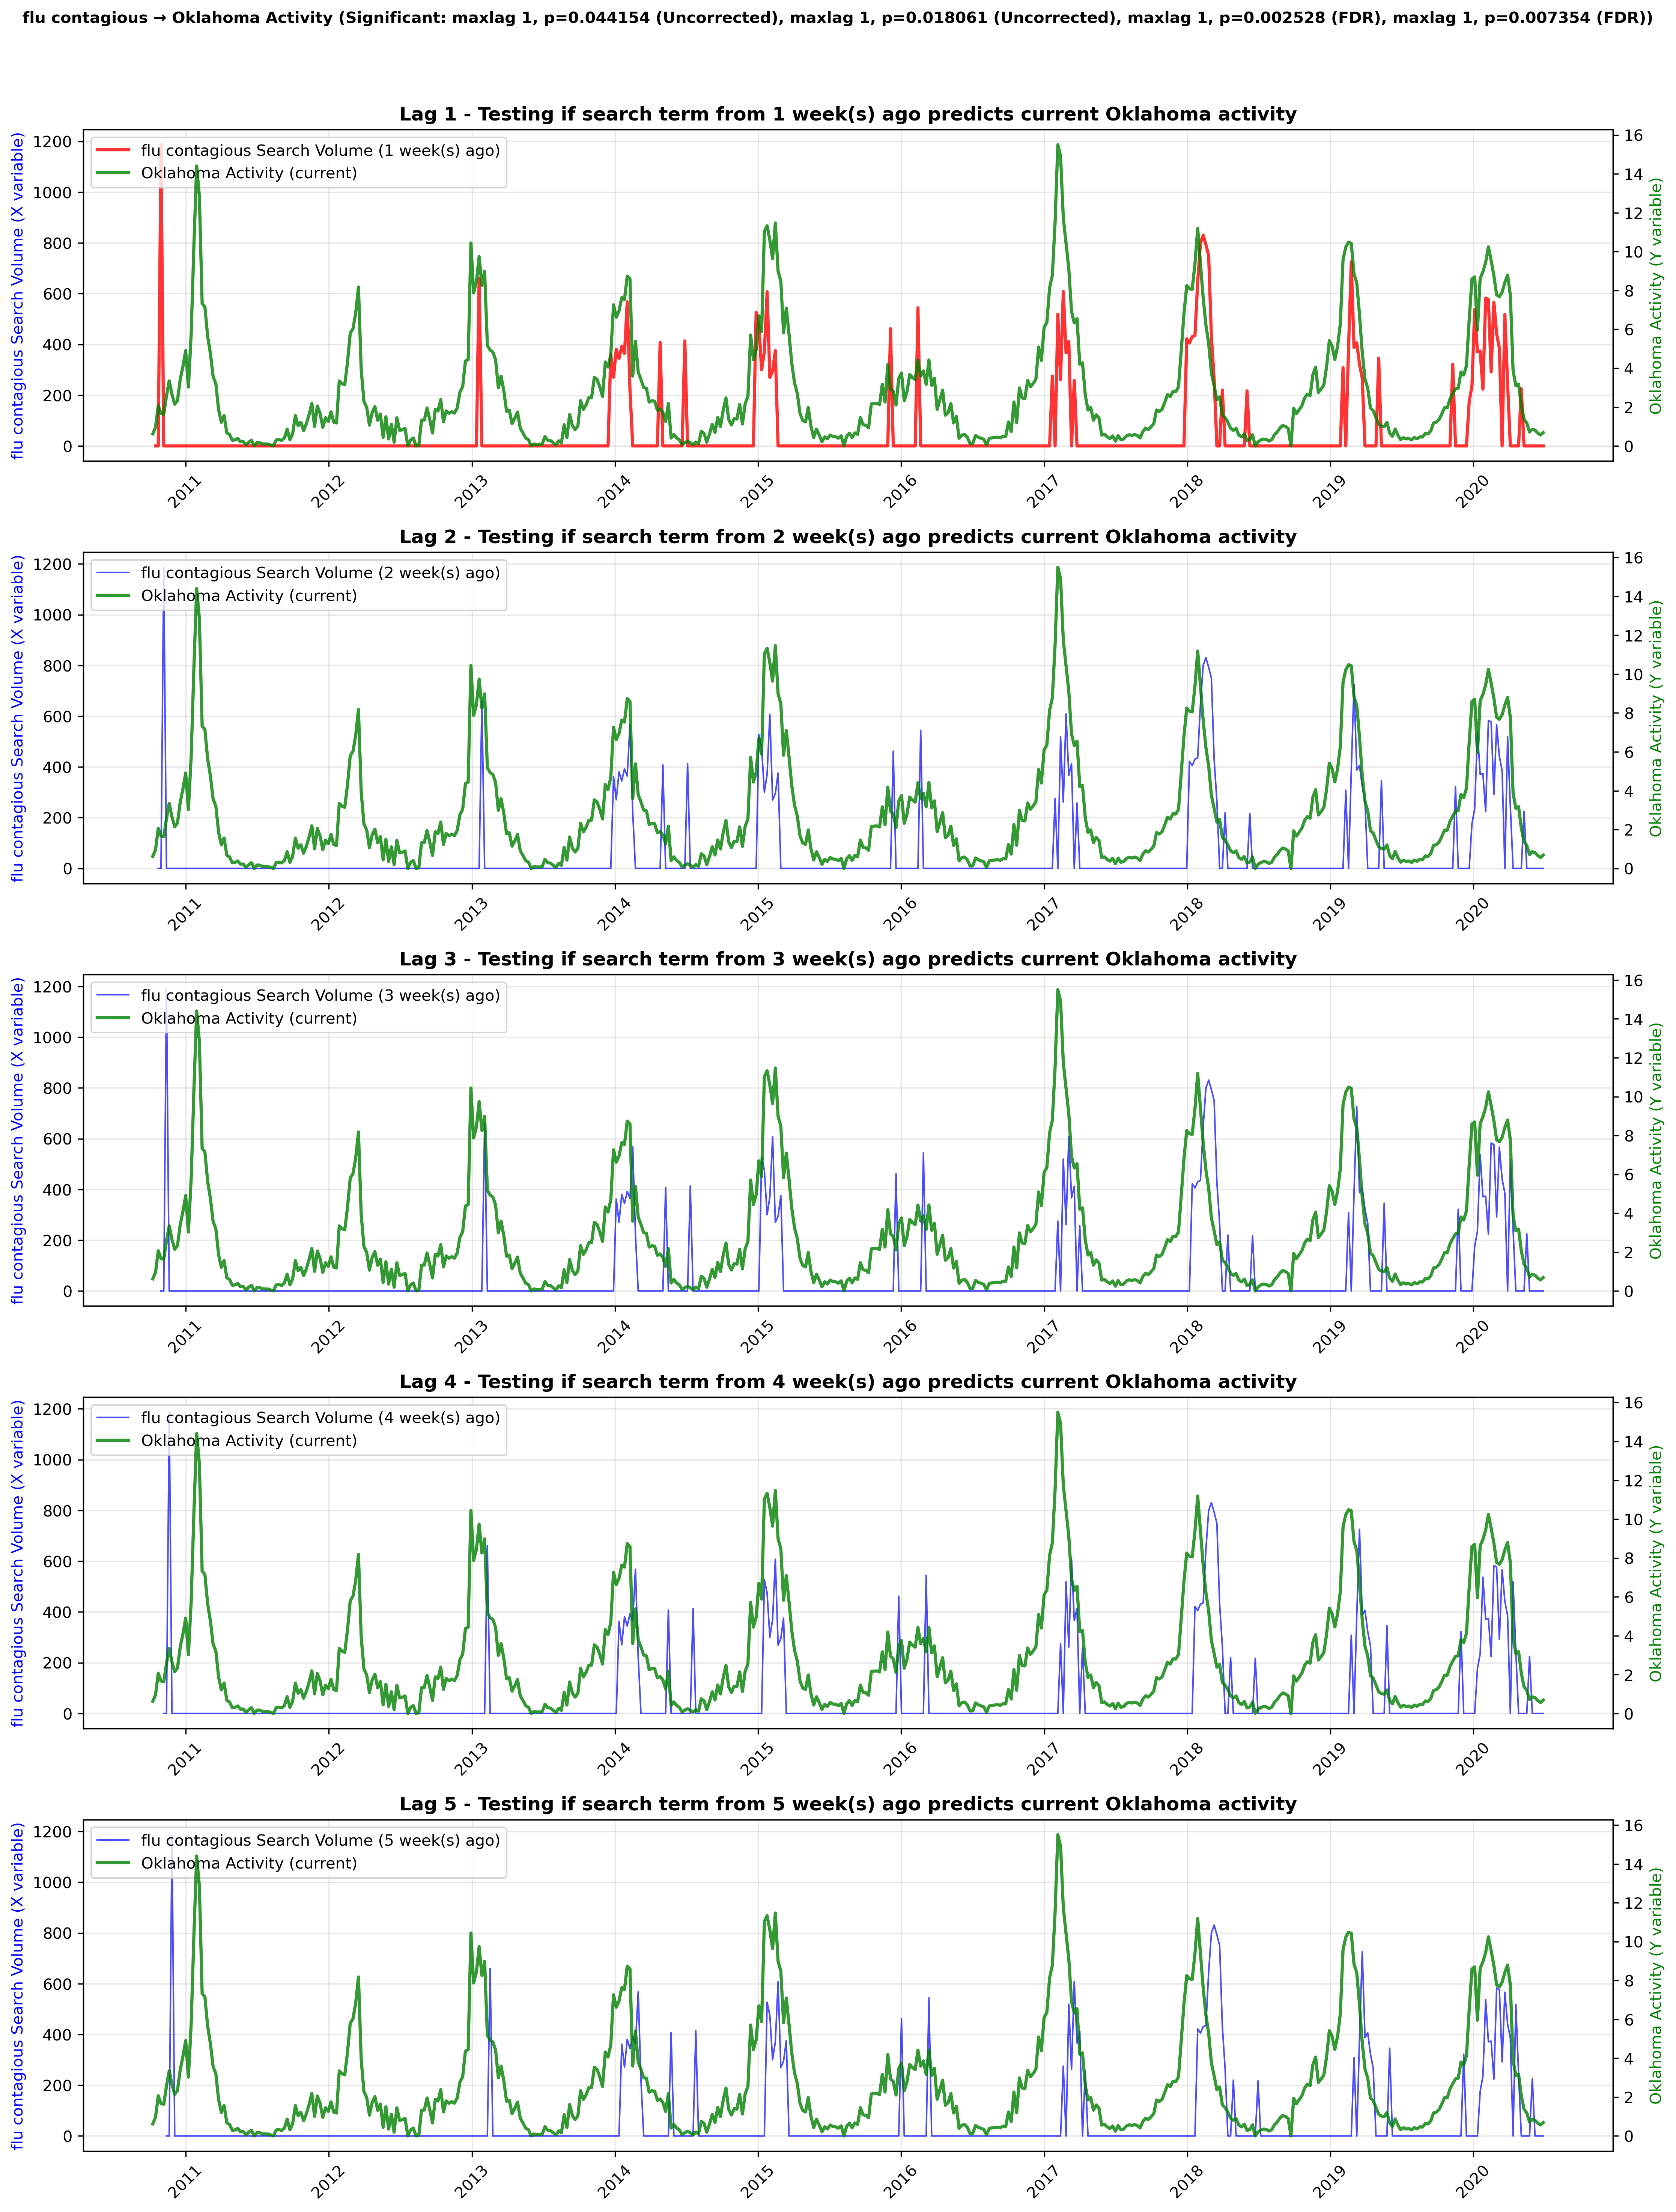 flu contagious → Oklahoma Activity (Significant: maxlag 1, p=0.044154 (Uncorrected), maxlag 1, p=0.018061 (Uncorrected), maxlag 1, p=0.002528 (FDR), maxlag 1, p=0.007354 (FDR))
Lag 1 - Testing if search term from 1 week(s) ago predicts current Oklahoma activity
flu contagious Search Volume (X variable)
1200
1000
800
600
400
200
0
flu contagious Search Volume (1 week(s) ago)
Oklahoma Activity (current)
16
14
12
10
8
6
4
2
0
Oklahoma Activity (Y variable)
2011 2012 2013 2014 2015 2016 2017 2018 2019 2020
Lag 2 - Testing if search term from 2 week(s) ago predicts current Oklahoma activity
flu contagious Search Volume (X variable)
1200
1000
800
600
400
200
0
flu contagious Search Volume (2 week(s) ago)
Oklahoma Activity (current)
16
14
12
10
8
6
4
2
0
Oklahoma Activity (Y variable)
2011 2012 2013 2014 2015 2016 2017 2018 2019 2020
Lag 3 - Testing if search term from 3 week(s) ago predicts current Oklahoma activity
flu contagious Search Volume (X variable)
1200
1000
800
600
400
200
0
flu contagious Search Volume (3 week(s) ago)
Oklahoma Activity (current)
16
14
12
10
8
6
4
2
0
Oklahoma Activity (Y variable)
2011 2012 2013 2014 2015 2016 2017 2018 2019 2020
Lag 4 - Testing if search term from 4 week(s) ago predicts current Oklahoma activity
flu contagious Search Volume (X variable)
1200
1000
800
600
400
200
0
flu contagious Search Volume (4 week(s) ago)
Oklahoma Activity (current)
16
14
12
10
8
6
4
2
0
Oklahoma Activity (Y variable)
2011 2012 2013 2014 2015 2016 2017 2018 2019 2020
Lag 5 - Testing if search term from 5 week(s) ago predicts current Oklahoma activity
flu contagious Search Volume (X variable)
1200
1000
800
600
400
200
0
flu contagious Search Volume (5 week(s) ago)
Oklahoma Activity (current)
16
14
12
10
8
6
4
2
0
Oklahoma Activity (Y variable)
2011 2012 2013 2014 2015 2016 2017 2018 2019 2020